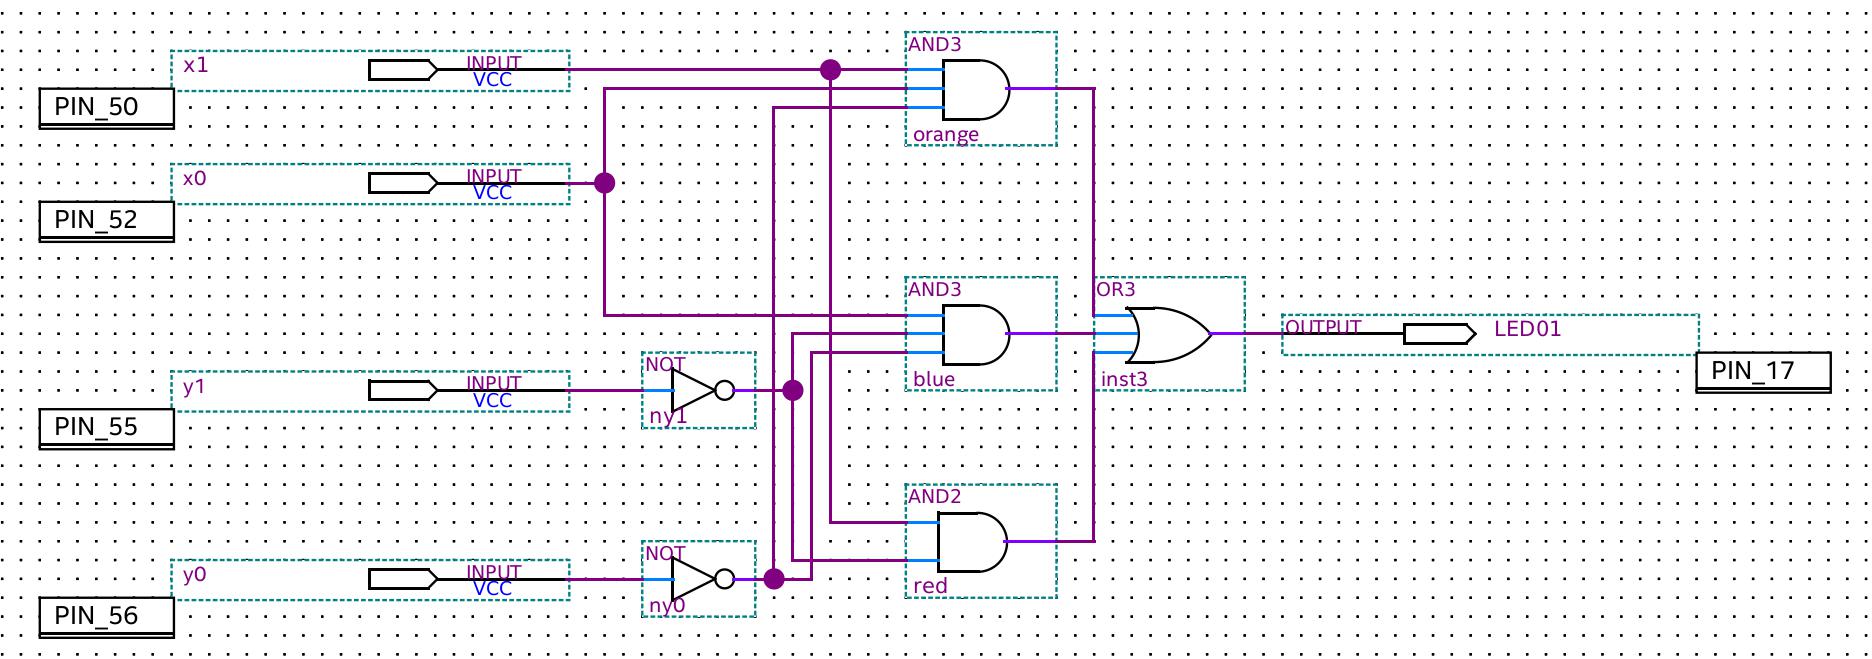 x1
INPUT
VCC
PIN_50
AND3
orange
x0
INPUT
VCC
PIN_52
AND3
blue
OR3
inst3
OUTPUT
LED01
PIN_17
y1
INPUT
VCC
PIN_55
NOT
ny1
AND2
red
y0
INPUT
VCC
PIN_56
NOT
ny0